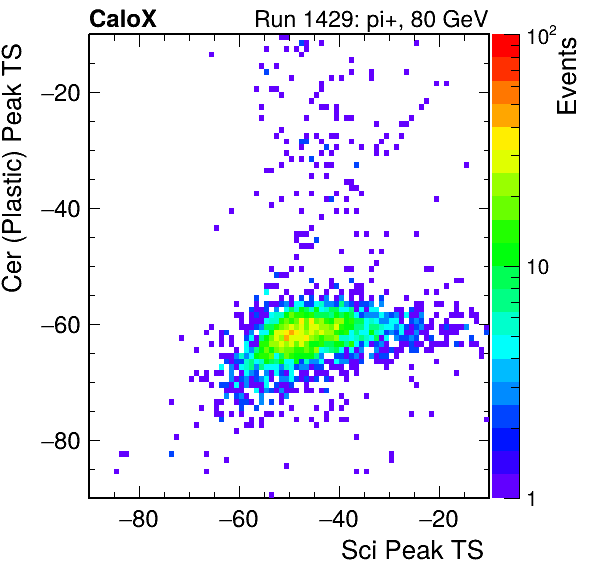 CaloX Run 1429: pi+, 80 GeV
Cer (Plastic) Peak TS
−20
−40
−60
−80
−80 −60 −40 −20
Sci Peak TS
10²
10
1
Events